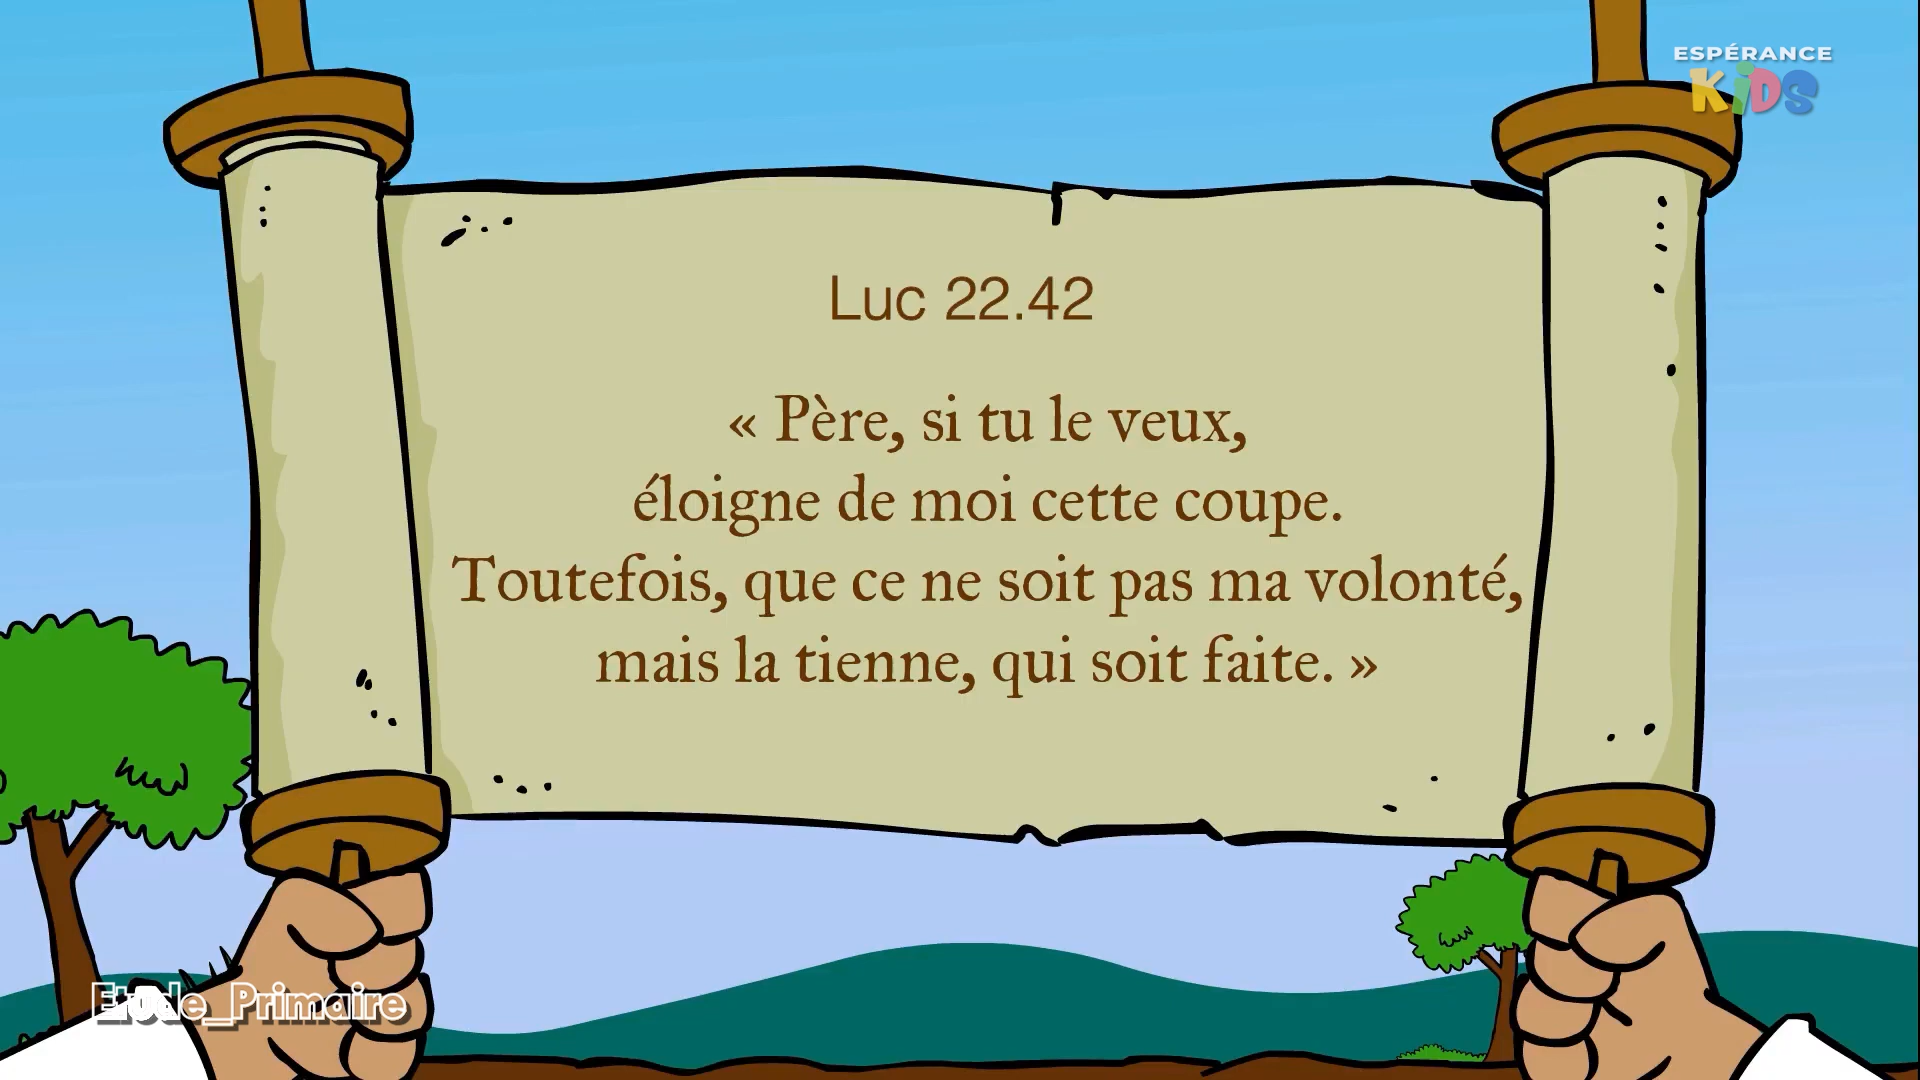 ESPÉRANCE
KiDS
Luc 22.42
« Père, si tu le veux,
éloigne de moi cette coupe.
Toutefois, que ce ne soit pas ma volonté,
mais la tienne, qui soit faite. »
Etude_Primaire